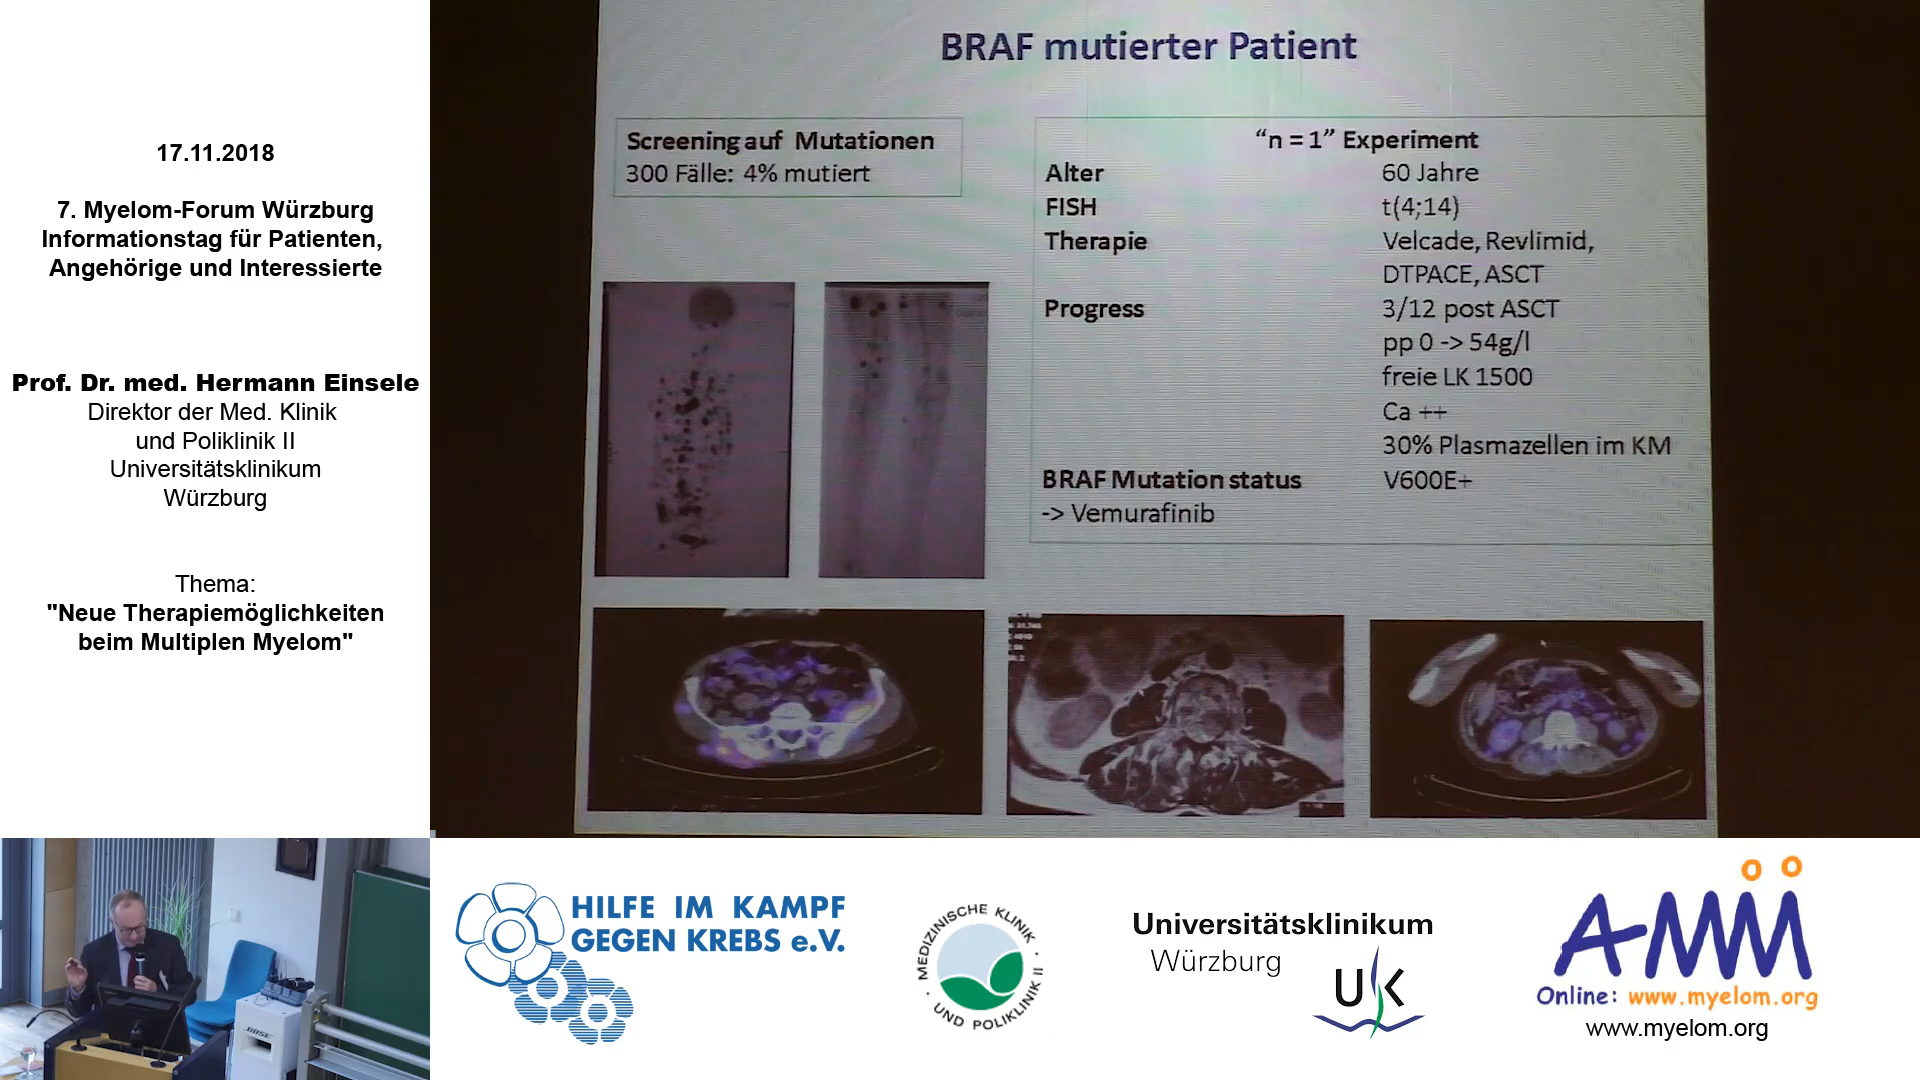 17.11.2018
7. Myelom-Forum Würzburg
Informationstag für Patienten,
Angehörige und Interessierte
Prof. Dr. med. Hermann Einsele
Direktor der Med. Klinik
und Poliklinik II
Universitätsklinikum
Würzburg
Thema:
"Neue Therapiemöglichkeiten
beim Multiplen Myelom"
BRAF mutierter Patient
Screening auf Mutationen
300 Fälle: 4% mutiert
“n = 1” Experiment
Alter 60 Jahre
FISH t(4;14)
Therapie Velcade, Revlimid,
DTPACE, ASCT
Progress 3/12 post ASCT
pp 0 -> 54g/l
freie LK 1500
Ca ++
30% Plasmazellen im KM
BRAF Mutation status V600E+
-> Vemurafinib
BOSE
HILFE IM KAMPF
GEGEN KREBS e.V.
MEDIZINISCHE KLINIK
UND POLIKLINIK II
Universitätsklinikum
Würzburg
UK
AMM
Online: www.myelom.org
www.myelom.org